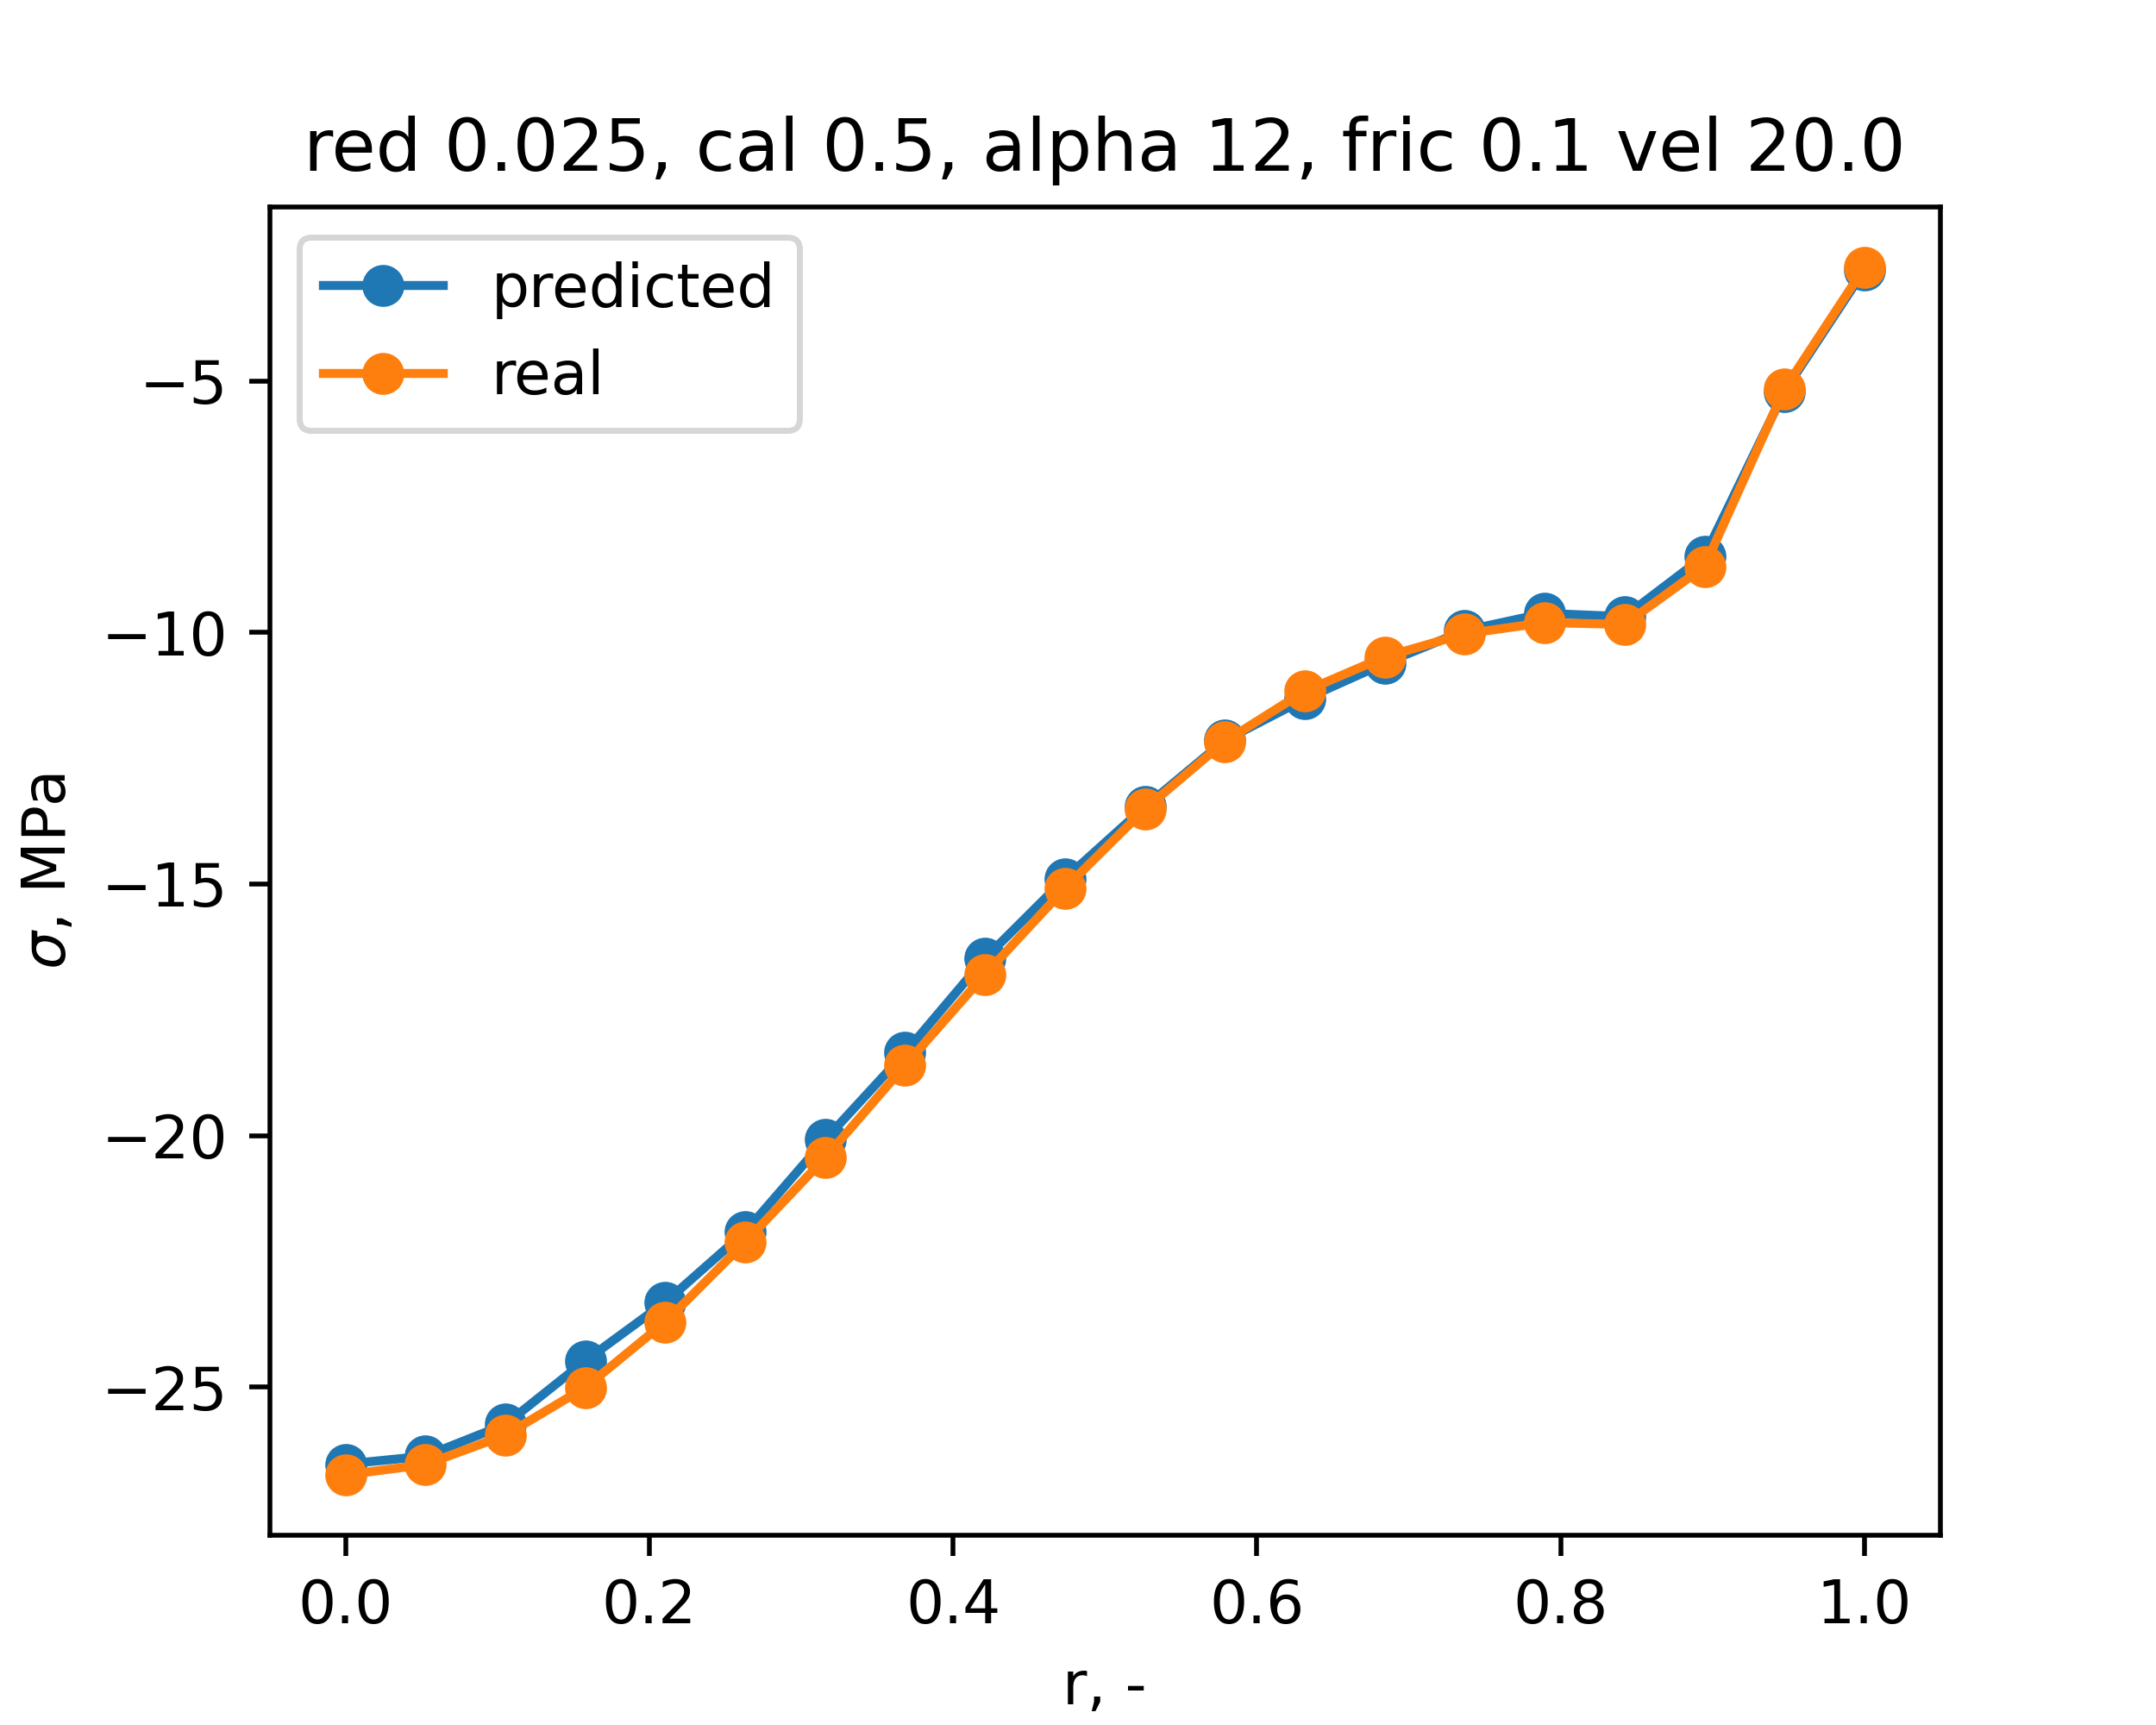 red 0.025, cal 0.5, alpha 12, fric 0.1 vel 20.0
predicted
real
−5
−10
−15
−20
−25
σ, MPa
0.0 0.2 0.4 0.6 0.8 1.0
r, -